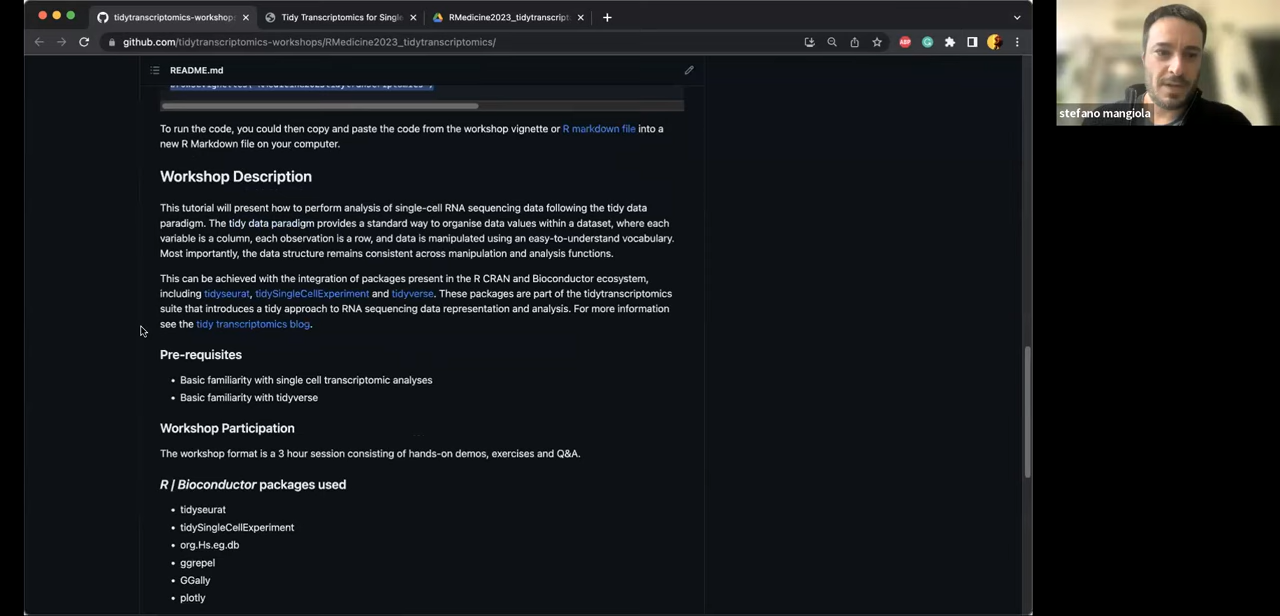 tidytranscriptomics-workshop
Tidy Transcriptomics for Single
RMedicine2023_tidytranscript
github.com/tidytranscriptomics-workshops/RMedicine2023_tidytranscriptomics/
stefano mangiola
README.md
To run the code, you could then copy and paste the code from the workshop vignette or R markdown file into a
new R Markdown file on your computer.
Workshop Description
This tutorial will present how to perform analysis of single-cell RNA sequencing data following the tidy data
paradigm. The tidy data paradigm provides a standard way to organise data values within a dataset, where each
variable is a column, each observation is a row, and data is manipulated using an easy-to-understand vocabulary.
Most importantly, the data structure remains consistent across manipulation and analysis functions.
This can be achieved with the integration of packages present in the R CRAN and Bioconductor ecosystem,
including tidyseurat, tidySingleCellExperiment and tidyverse. These packages are part of the tidytranscriptomics
suite that introduces a tidy approach to RNA sequencing data representation and analysis. For more information
see the tidy transcriptomics blog.
Pre-requisites
• Basic familiarity with single cell transcriptomic analyses
• Basic familiarity with tidyverse
Workshop Participation
The workshop format is a 3 hour session consisting of hands-on demos, exercises and Q&A.
R | Bioconductor packages used
• tidyseurat
• tidySingleCellExperiment
• org.Hs.eg.db
• ggrepel
• GGally
• plotly